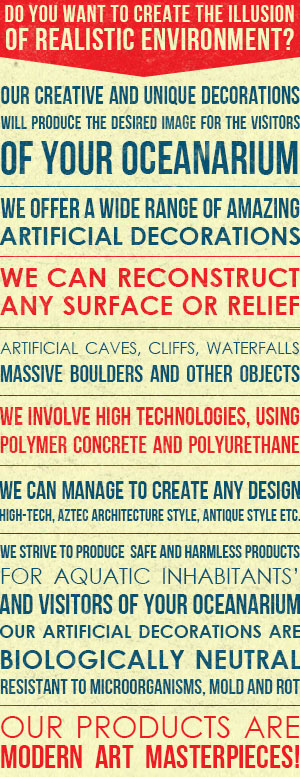 DO YOU WANT TO CREATE THE ILLUSION
OF REALISTIC ENVIRONMENT?
OUR CREATIVE AND UNIQUE DECORATIONS
WILL PRODUCE THE DESIRED IMAGE FOR THE VISITORS
OF YOUR OCEANARIUM
WE OFFER A WIDE RANGE OF AMAZING
ARTIFICIAL DECORATIONS
WE CAN RECONSTRUCT
ANY SURFACE OR RELIEF
ARTIFICIAL CAVES, CLIFFS, WATERFALLS
MASSIVE BOULDERS AND OTHER OBJECTS
WE INVOLVE HIGH TECHNOLOGIES, USING
POLYMER CONCRETE AND POLYURETHANE
WE CAN MANAGE TO CREATE ANY DESIGN
HIGH-TECH, AZTEC ARCHITECTURE STYLE, ANTIQUE STYLE ETC.
WE STRIVE TO PRODUCE SAFE AND HARMLESS PRODUCTS
FOR AQUATIC INHABITANTS'
AND VISITORS OF YOUR OCEANARIUM
OUR ARTIFICIAL DECORATIONS ARE
BIOLOGICALLY NEUTRAL
RESISTANT TO MICROORGANISMS, MOLD AND ROT
OUR PRODUCTS ARE
MODERN ART MASTERPIECES!